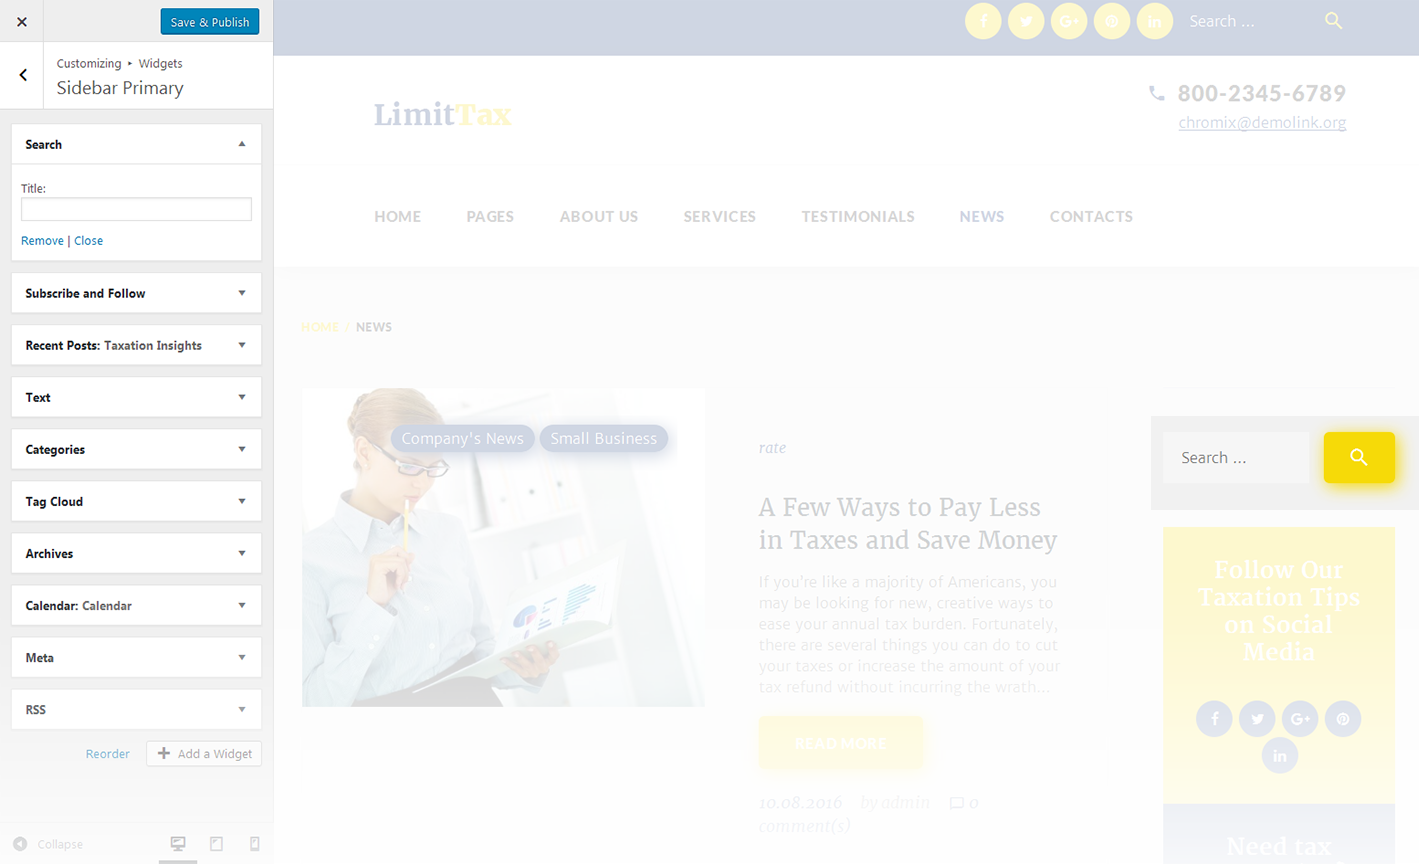 Save & Publish
Customizing ▸ Widgets
Sidebar Primary
Search
Title:
Remove | Close
Subscribe and Follow
Recent Posts: Taxation Insights
Text
Categories
Tag Cloud
Archives
Calendar: Calendar
Meta
RSS
Reorder
Add a Widget
Collapse
Search ...
LimitTax
800-2345-6789
chromix@demolink.org
HOME PAGES ABOUT US SERVICES TESTIMONIALS NEWS CONTACTS
HOME / NEWS
Company's News Small Business
rate
A Few Ways to Pay Less
in Taxes and Save Money
If you're like a majority of Americans, you
may be looking for new, creative ways to
ease your annual tax burden. Fortunately,
there are several things you can do to cut
your taxes or increase the amount of your
tax refund without incurring the wrath...
READ MORE
10.08.2016 by admin 0
comment(s)
Search ...
Follow Our
Taxation Tips
on Social
Media
Need tax